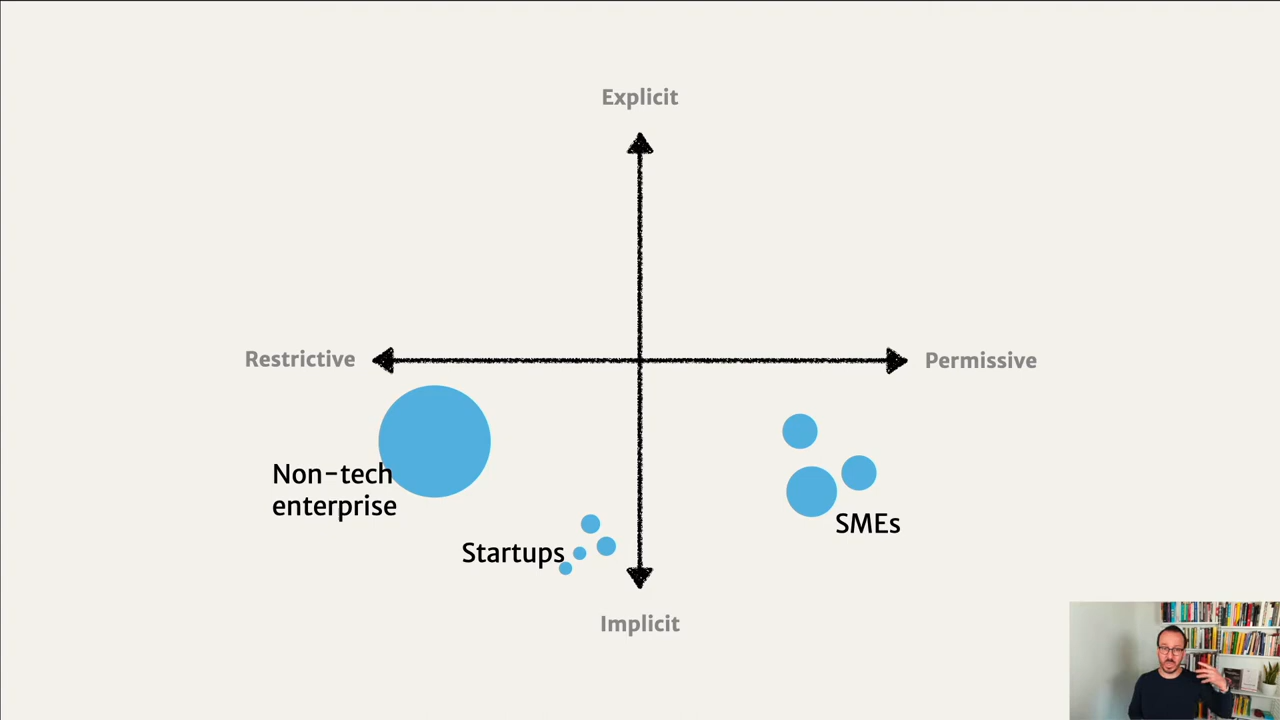 Explicit
Restrictive
Permissive
Non-tech
enterprise
SMEs
Startups
Implicit